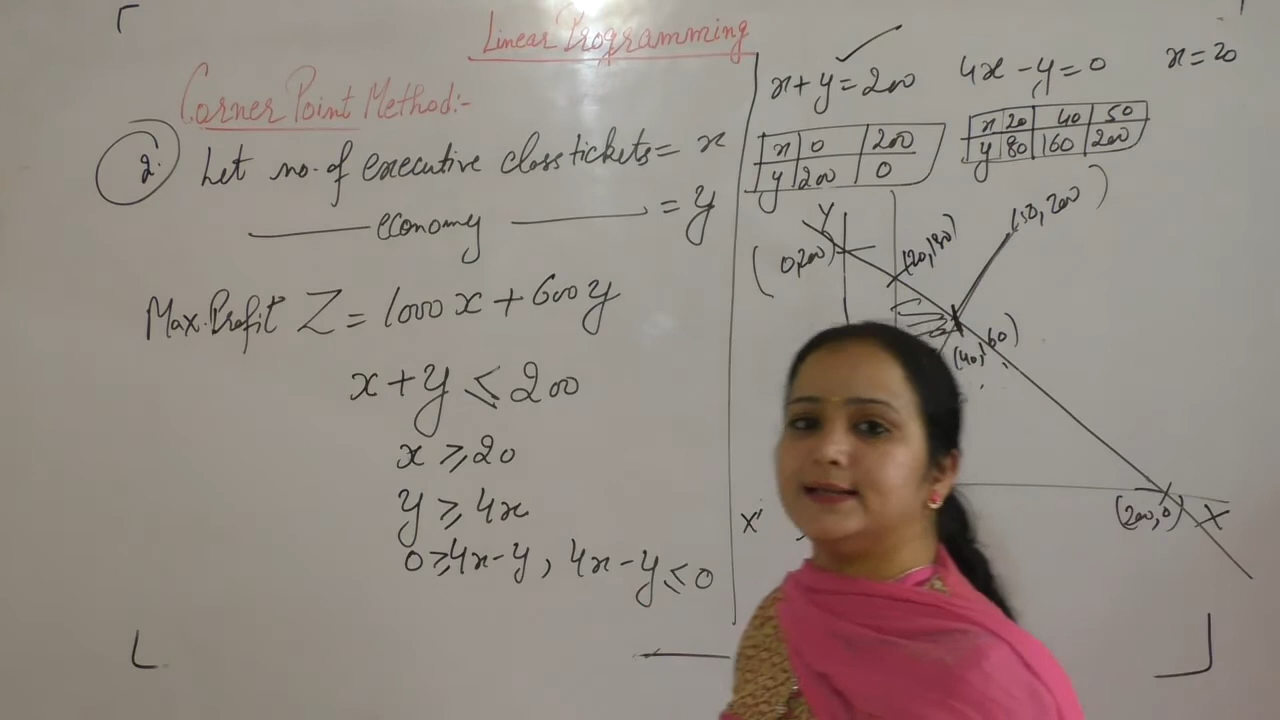 Linear Programming
Corner Point Method:-
2. Let no. of executive class tickets = x
economy = y
Max. Profit Z = 1000x + 600y
x + y ≤ 200
x ≥ 20
y ≥ 4x
0 ≥ 4x - y , 4x - y ≤ 0
x + y = 200
x 0 200
y 200 0
4x - y = 0
x 20 40 50
y 80 160 200
x = 20
Y
(0,200)
(20,180)
(50,200)
(200,0)
X' X